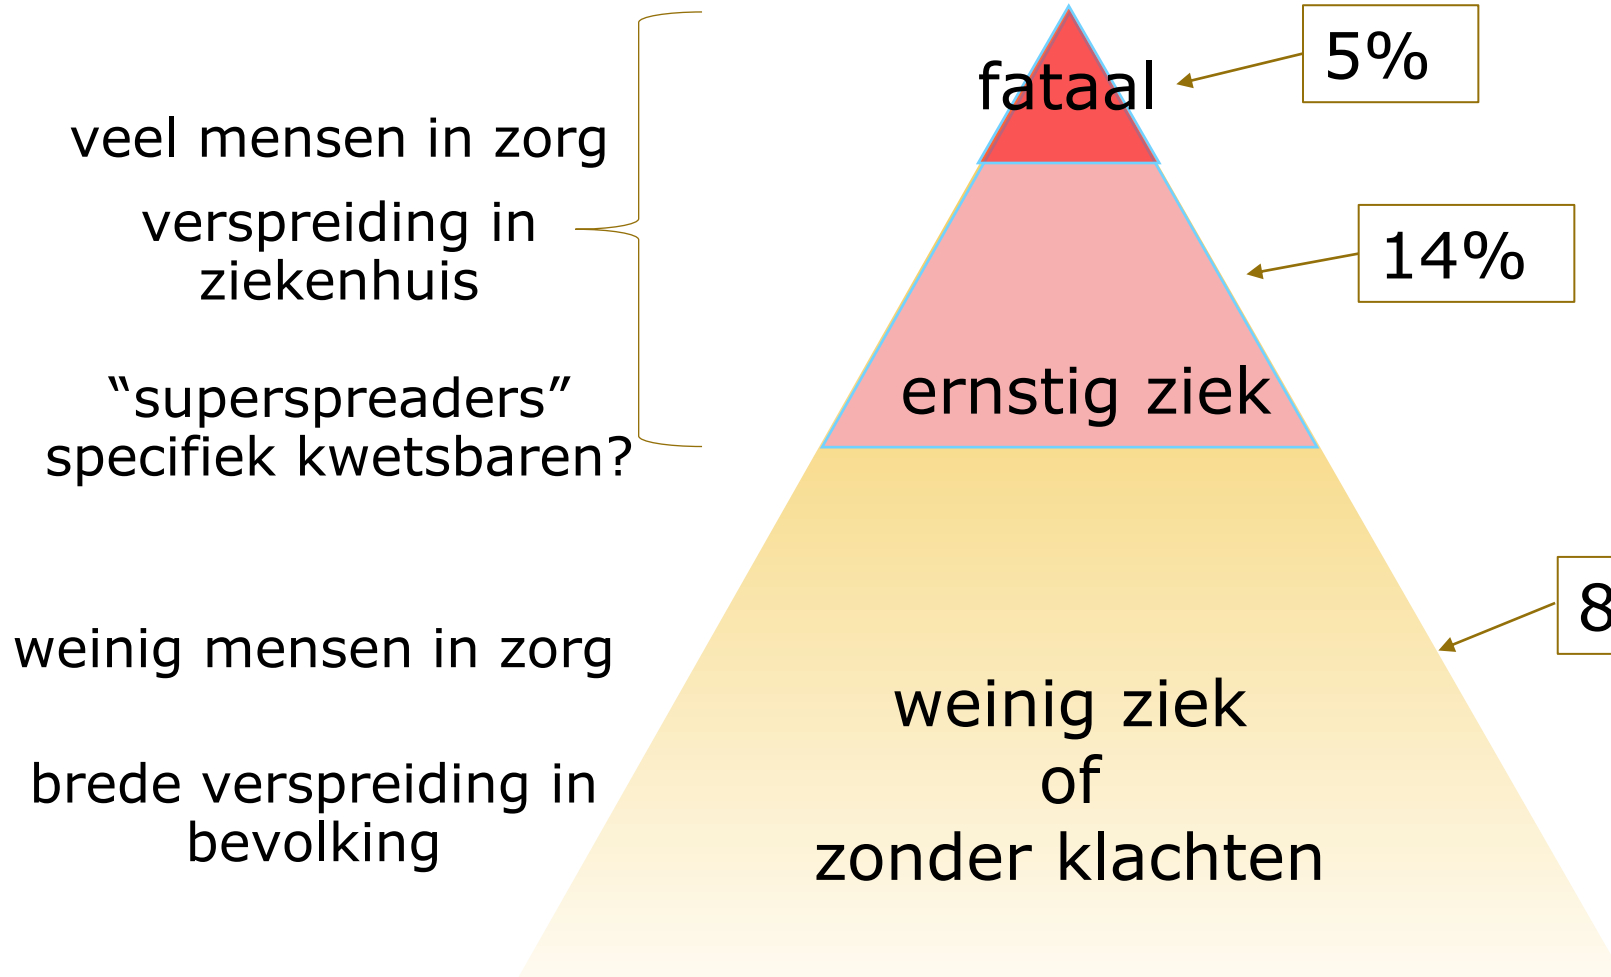 fataal
5%
veel mensen in zorg
verspreiding in
ziekenhuis
14%
“superspreaders”
specifiek kwetsbaren?
ernstig ziek
8
weinig mensen in zorg
weinig ziek
of
zonder klachten
brede verspreiding in
bevolking